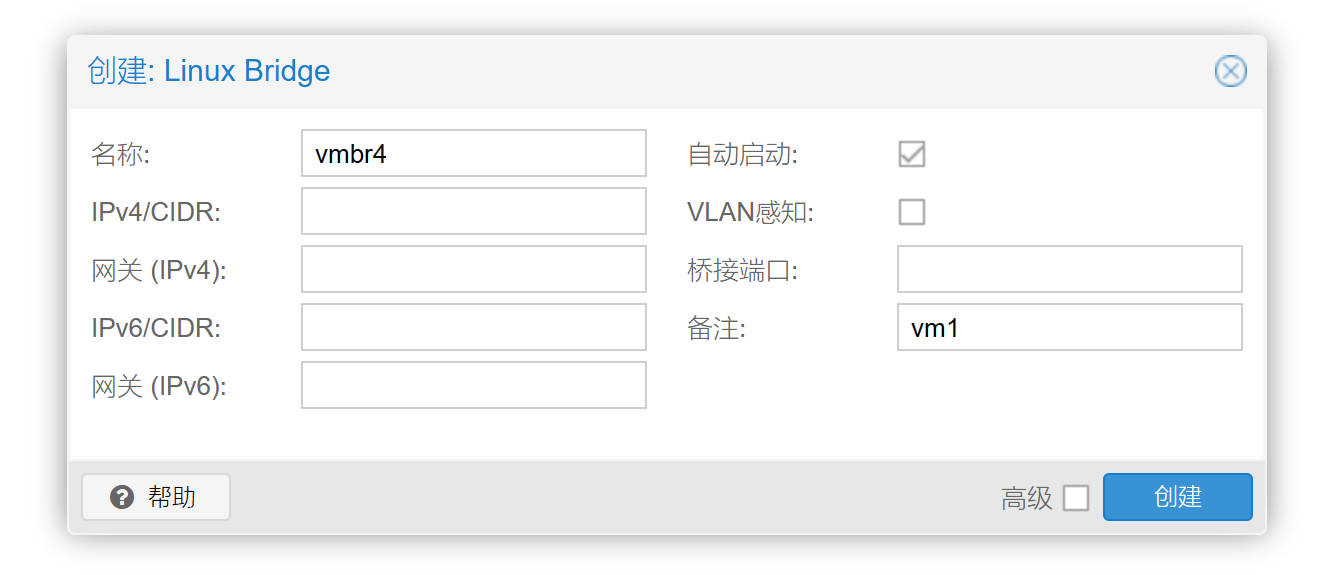 创建: Linux Bridge
名称: vmbr4
自动启动:
IPv4/CIDR:
VLAN感知:
网关 (IPv4):
桥接端口:
IPv6/CIDR:
备注: vm1
网关 (IPv6):
帮助
高级
创建